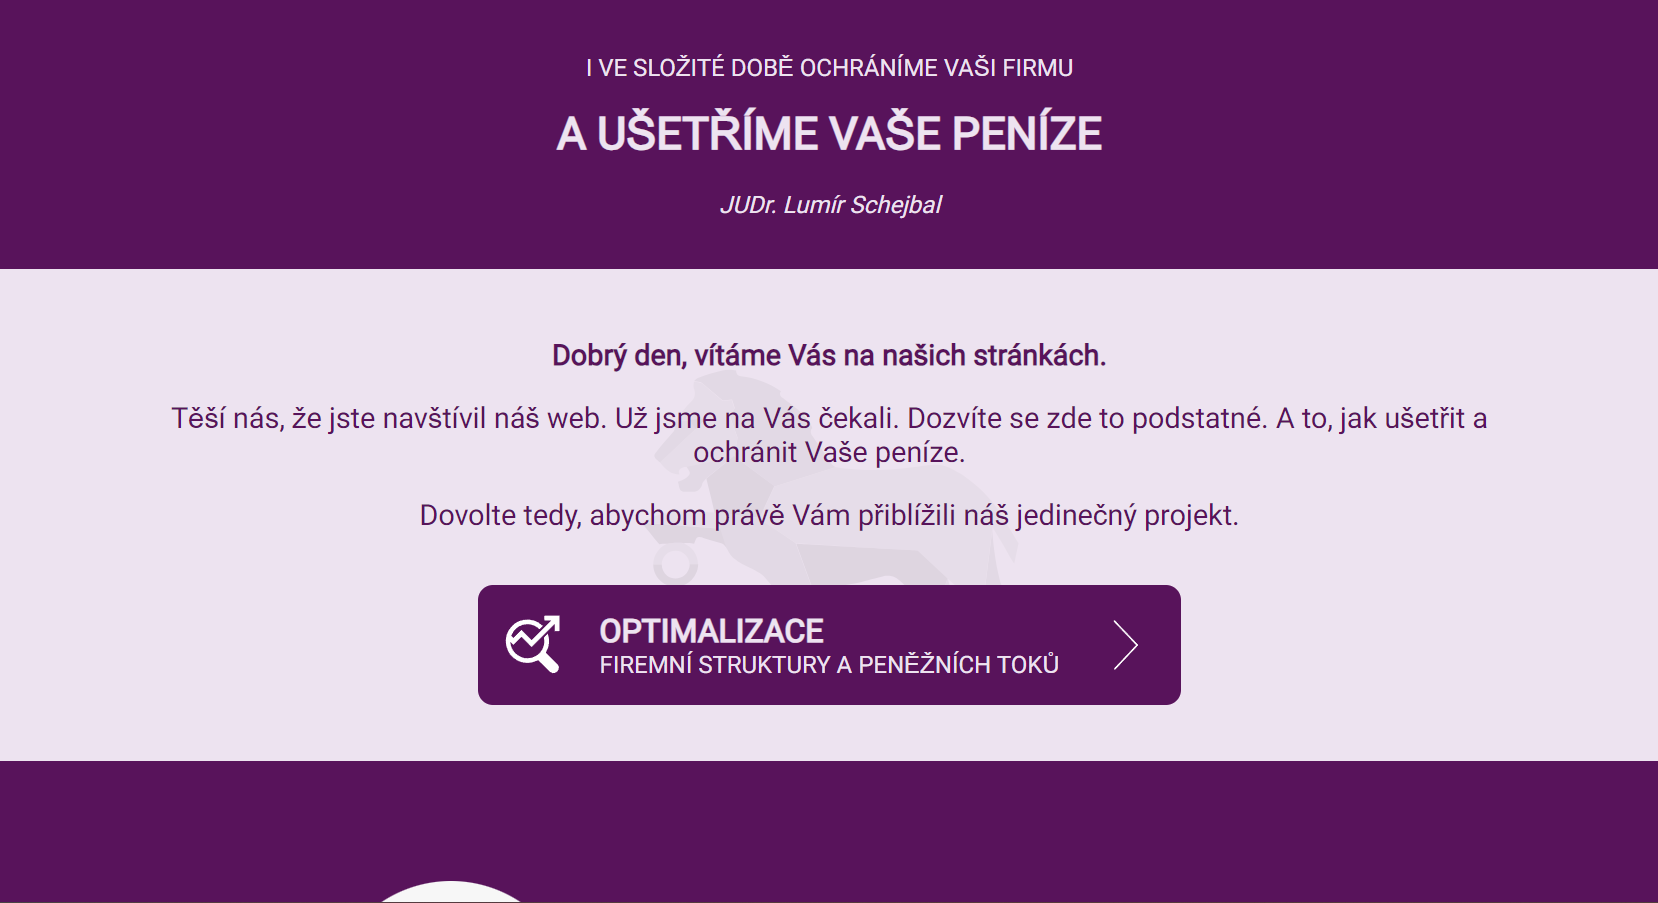 I VE SLOŽITÉ DOBĚ OCHRÁNÍME VAŠI FIRMU
A UŠETŘÍME VAŠE PENÍZE
JUDr. Lumír Schejbal
Dobrý den, vítáme Vás na našich stránkách.
Těší nás, že jste navštívil náš web. Už jsme na Vás čekali. Dozvíte se zde to podstatné. A to, jak ušetřit a
ochránit Vaše peníze.
Dovolte tedy, abychom právě Vám přiblížili náš jedinečný projekt.
OPTIMALIZACE
FIREMNÍ STRUKTURY A PENĚŽNÍCH TOKŮ